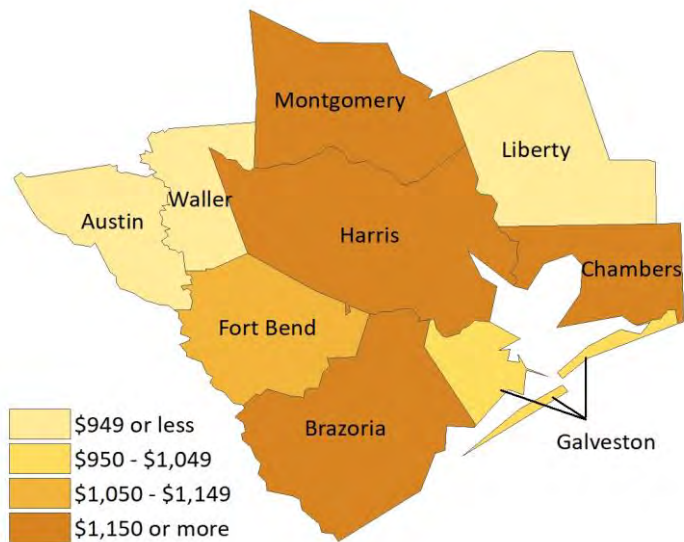 Montgomery
Liberty
Waller
Austin
Harris
Chambers
Fort Bend
Brazoria
Galveston
$949 or less
$950 - $1,049
$1,050 - $1,149
$1,150 or more